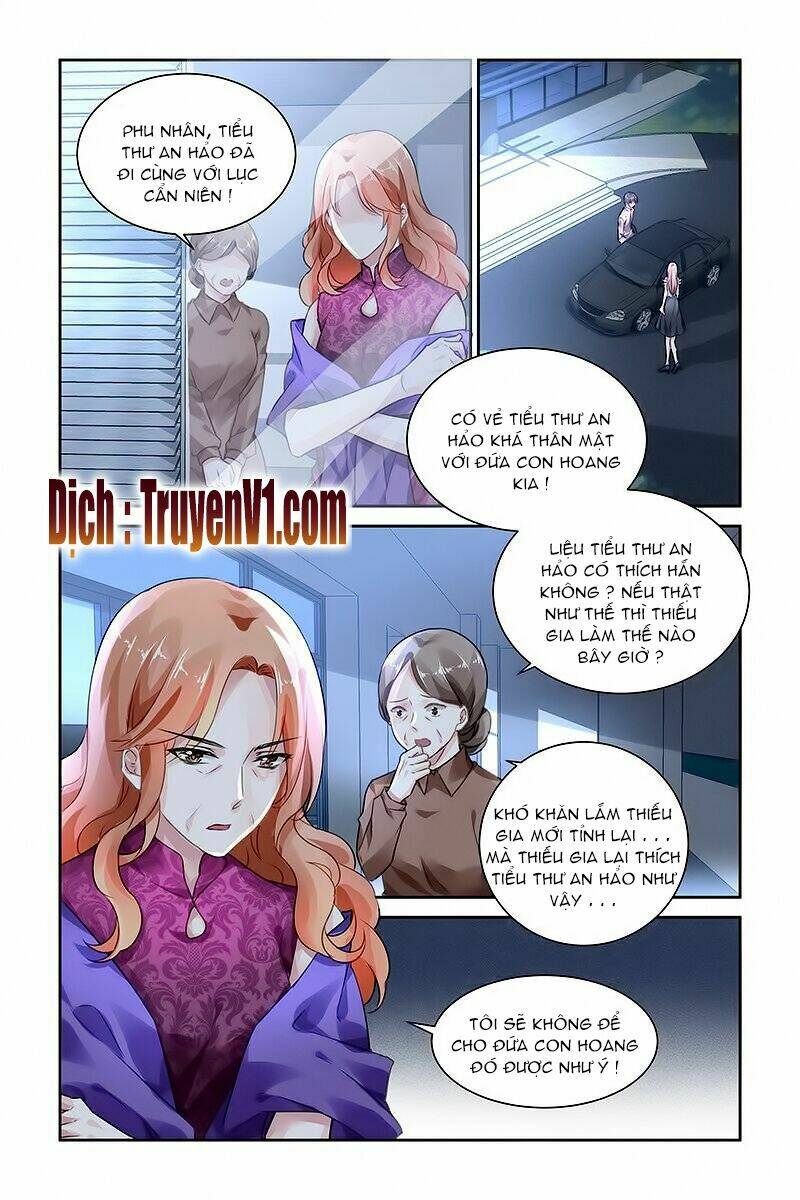 PHU NHÂN, TIỂU
THƯ AN HẢO ĐÃ
ĐI CÙNG VỚI LỤC
CẨN NIÊN !
CÓ VẺ TIỂU THƯ AN
HẢO KHÁ THÂN MẬT
VỚI ĐỨA CON HOANG
KIA !
Dịch : TruyenV1.com
LIỆU TIỂU THƯ AN
HẢO CÓ THÍCH HẮN
KHÔNG ? NẾU THẬT
NHƯ THẾ THÌ THIẾU
GIA LÀM THẾ NÀO
BÂY GIỜ ?
KHÓ KHĂN LẮM THIẾU
GIA MỚI TỈNH LẠI . . .
MÀ THIẾU GIA LẠI THÍCH
TIỂU THƯ AN HẢO NHƯ
VẬY . . .
TÔI SẼ KHÔNG ĐỂ
CHO ĐỨA CON HOANG
ĐÓ ĐƯỢC NHƯ Ý !